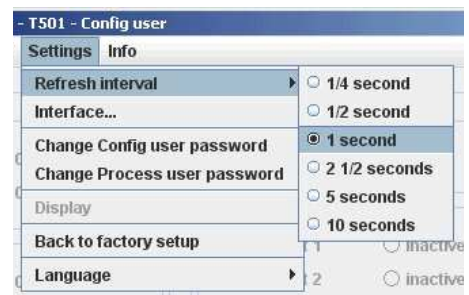 - T501 - Config user
Settings Info
Refresh interval
Interface...
Change Config user password
Change Process user password
Display
Back to factory setup
Language
1/4 second
1/2 second
1 second
2 1/2 seconds
5 seconds
10 seconds
1 inactive
2 inactive